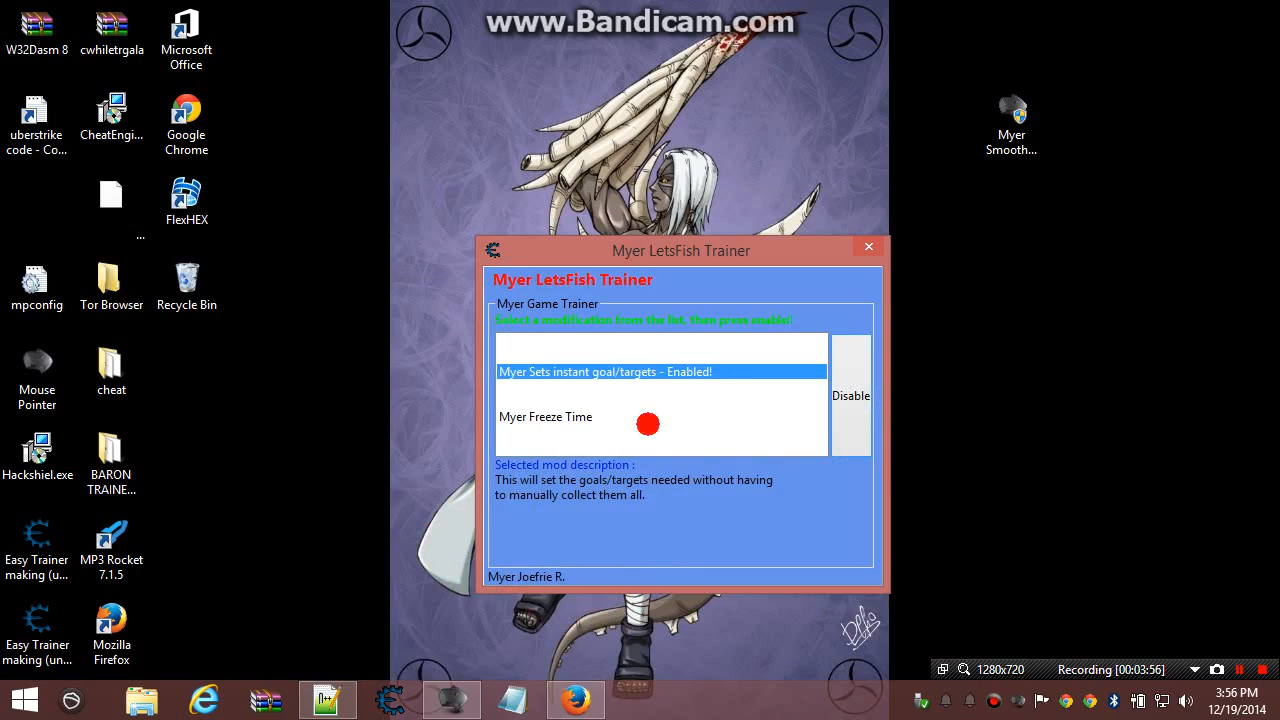 www.Bandicam.com
W32Dasm 8
cwhiletrgala
Microsoft
Office
uberstrike
code - Co...
CheatEngi...
Google
Chrome
...
FlexHEX
mpconfig
Tor Browser
Recycle Bin
Mouse
Pointer
cheat
Hackshiel.exe
BARON
TRAINE...
Easy Trainer
making (u...
MP3 Rocket
7.1.5
Easy Trainer
making (un...
Mozilla
Firefox
Myer
Smooth...
Myer LetsFish Trainer
Myer LetsFish Trainer
Myer Game Trainer
Select a modification from the list, then press enable!!
Myer Sets instant goal/targets - Enabled!
Myer Freeze Time
Disable
Selected mod description :
This will set the goals/targets needed without having
to manually collect them all.
Myer Joefrie R.
1280x720
Recording [00:03:56]
3:56 PM
12/19/2014